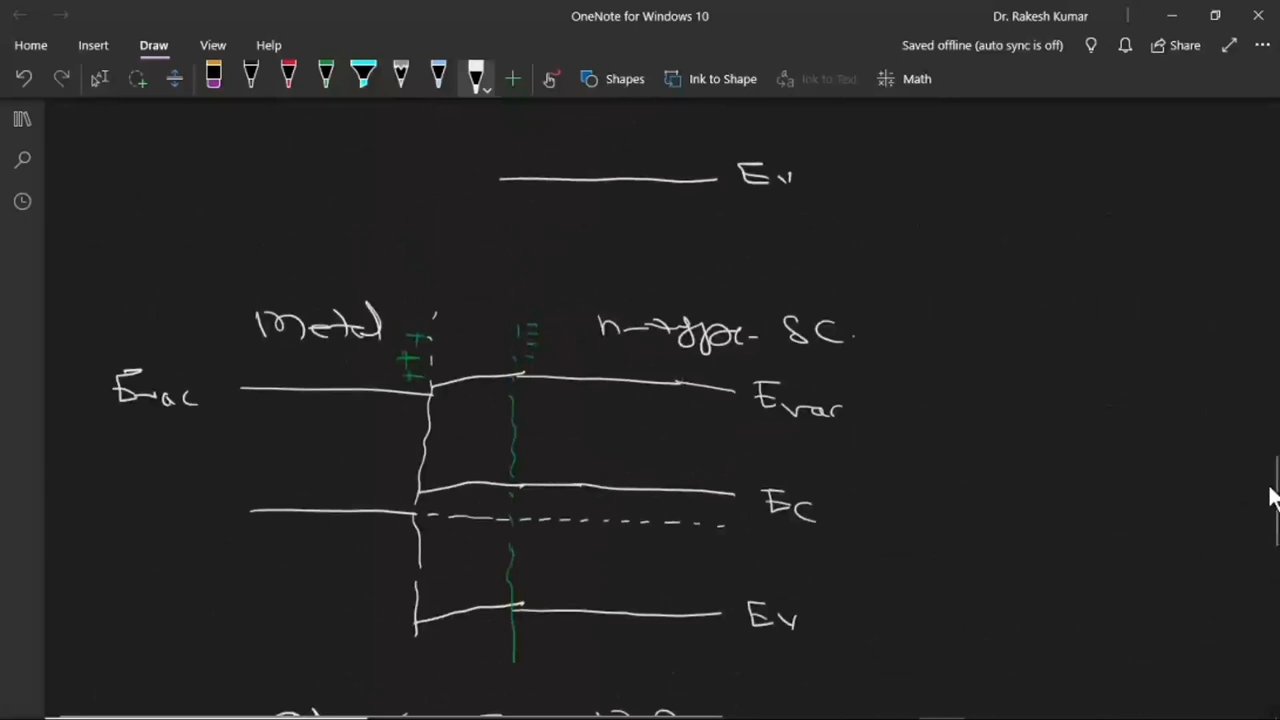 OneNote for Windows 10
Dr. Rakesh Kumar
Home Insert Draw View Help
Saved offline (auto sync is off)
Share
Shapes
Ink to Shape
Ink to Text
Math
Ev
Metal
n-type SC.
Evac
Evac
Ec
Ev